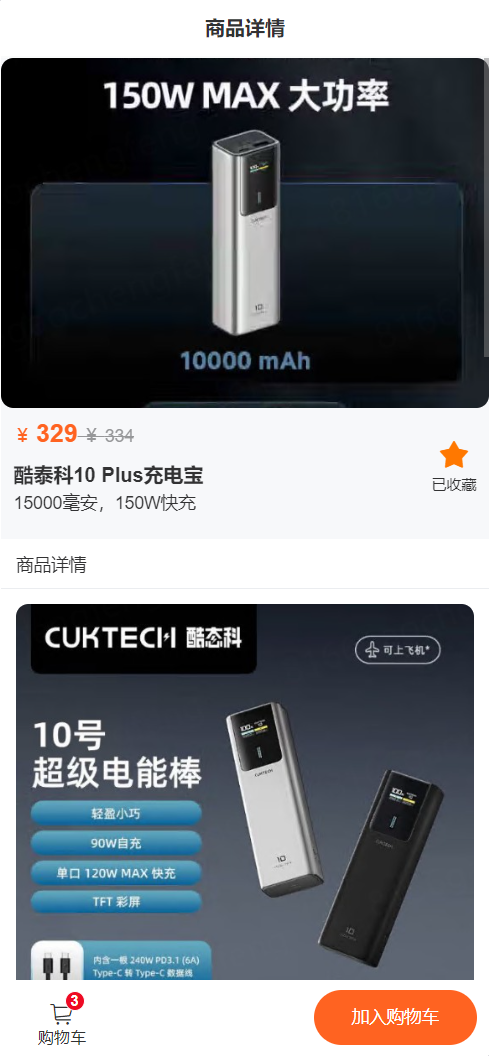 商品详情
150W MAX 大功率
10000 mAh
¥ 329 ¥ 334
酷泰科10 Plus充电宝
15000毫安，150W快充
已收藏
商品详情
CUKTECH 酷态科
可上飞机*
10号
超级电能棒
轻盈小巧
90W自充
单口 120W MAX 快充
TFT 彩屏
内含一根 240W PD3.1 (6A)
Type-C 转 Type-C 数据线
3
购物车
加入购物车